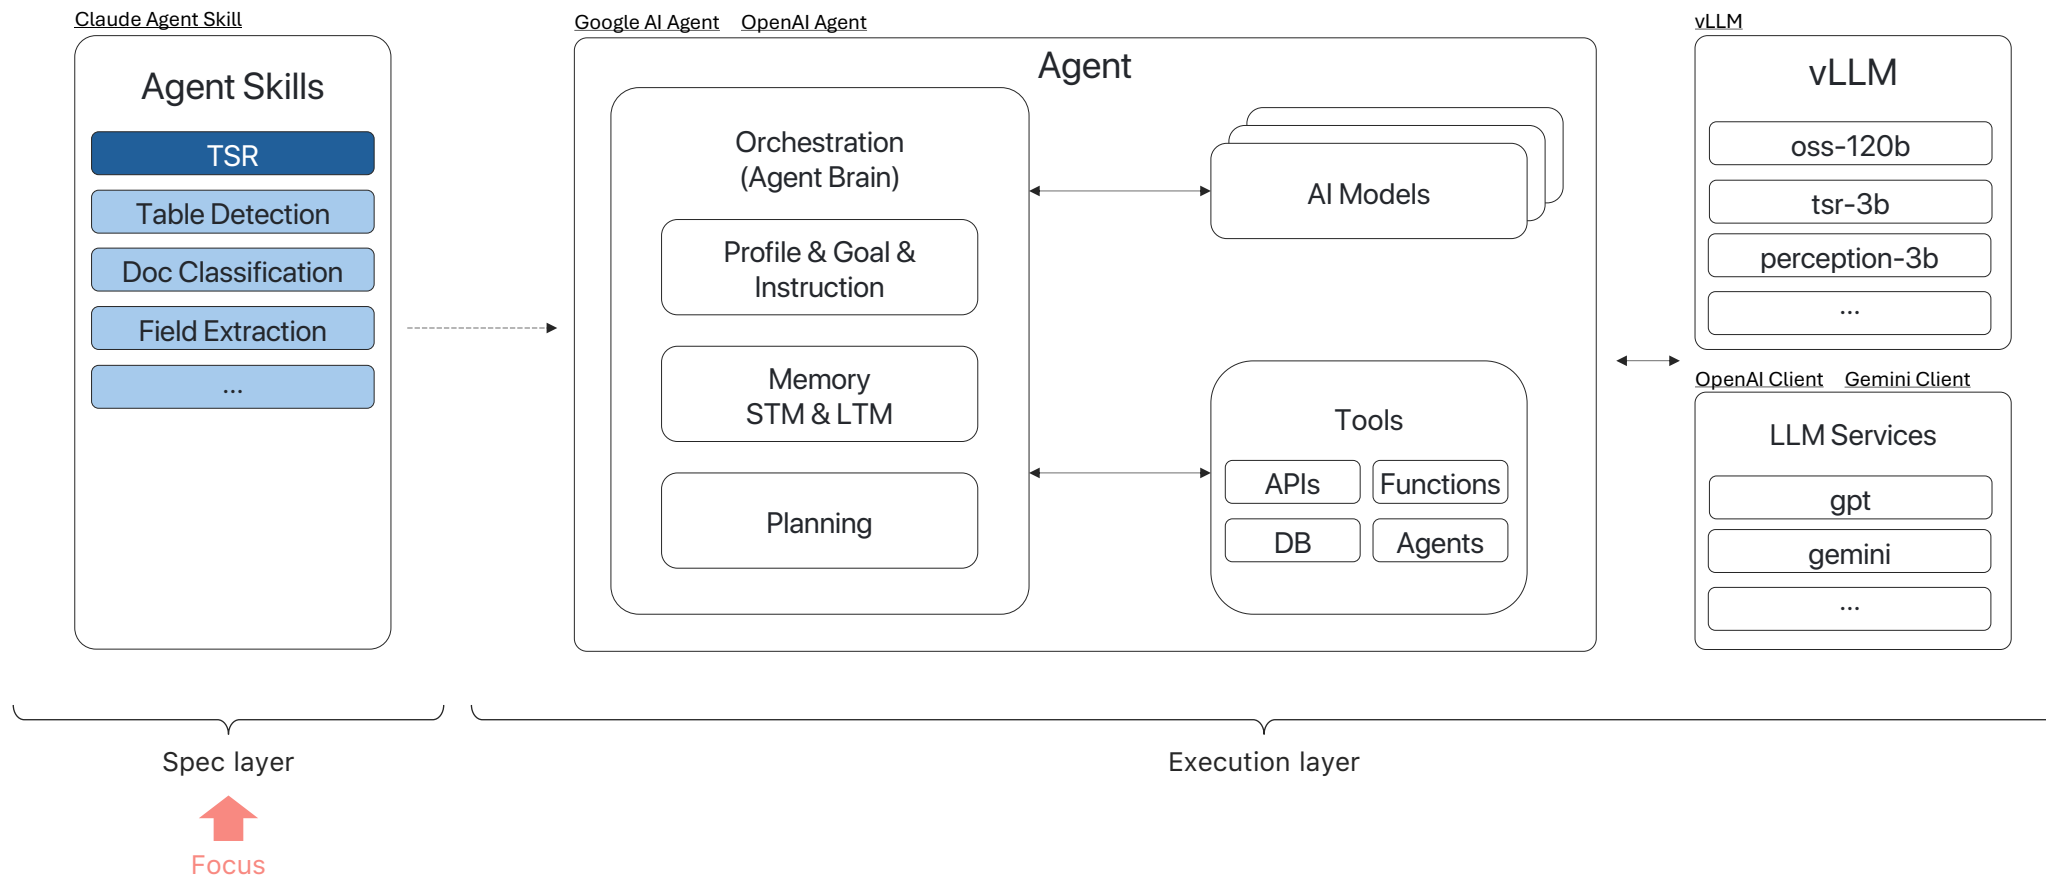 Claude Agent Skill
Agent Skills
TSR
Table Detection
Doc Classification
Field Extraction
...
Google AI Agent
OpenAI Agent
Agent
Orchestration
(Agent Brain)
Profile & Goal &
Instruction
Memory
STM & LTM
Planning
AI Models
Tools
APIs
Functions
DB
Agents
vLLM
vLLM
oss-120b
tsr-3b
perception-3b
...
OpenAI Client
Gemini Client
LLM Services
gpt
gemini
...
Spec layer
Execution layer
Focus